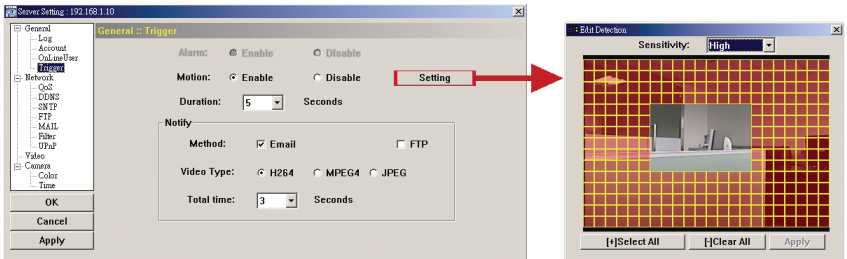 Server Setting : 192.168.1.10
General
Log
Account
OnLineUser
Trigger
Network
QoS
DDNS
SNTP
FTP
MAIL
Filter
UPnP
Video
Camera
Color
Time
OK
Cancel
Apply
General :: Trigger
Alarm: Enable Disable
Motion: Enable Disable Setting
Duration: 5 Seconds
Notify
Method: Email FTP
Video Type: H264 MPEG4 JPEG
Total time: 3 Seconds
Edit Detection
Sensitivity: High
[+]Select All [-]Clear All Apply